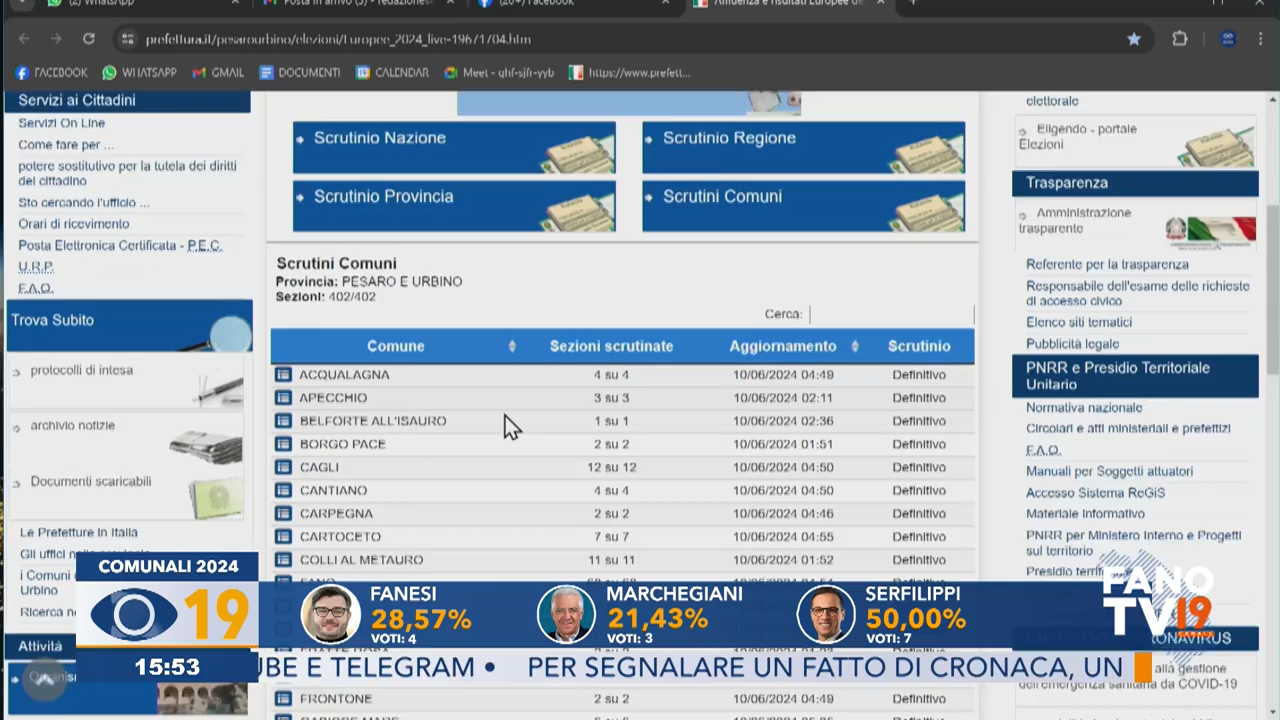 (2) WhatsApp
Facebook
prefettura.it/pesarourbino/elezioni/Europee_2024_live-19671704.htm
FACEBOOK
WHATSAPP
GMAIL
DOCUMENTI
CALENDAR
Meet - qhf-sjfr-yyb
https://www.prefett...
Servizi ai Cittadini
Servizi On Line
Come fare per ...
potere sostitutivo per la tutela dei diritti
del cittadino
Sto cercando l'ufficio ...
Orari di ricevimento
Posta Elettronica Certificata - P.E.C.
U.R.P.
F.A.Q.
Trova Subito
protocolli di intesa
archivio notizie
Documenti scaricabili
Le Prefetture in Italia
Gli uffici
i Comuni
Urbino
Attività
Scrutinio Nazione
Scrutinio Regione
Scrutinio Provincia
Scrutini Comuni
Scrutini Comuni
Provincia: PESARO E URBINO
Sezioni: 402/402
Cerca:
Comune Sezioni scrutinate Aggiornamento Scrutinio
ACQUALAGNA 4 su 4 10/06/2024 04:49 Definitivo
APECCHIO 3 su 3 10/06/2024 02:11 Definitivo
BELFORTE ALL'ISAURO 1 su 1 10/06/2024 02:36 Definitivo
BORGO PACE 2 su 2 10/06/2024 01:51 Definitivo
CAGLI 12 su 12 10/06/2024 04:50 Definitivo
CANTIANO 4 su 4 10/06/2024 04:50 Definitivo
CARPEGNA 2 su 2 10/06/2024 04:46 Definitivo
CARTOCETO 7 su 7 10/06/2024 04:55 Definitivo
COLLI AL METAURO 11 su 11 10/06/2024 01:52 Definitivo
FRONTONE 2 su 2 10/06/2024 04:49 Definitivo
elettorale
Eligendo - portale
Elezioni
Trasparenza
Amministrazione
trasparente
Referente per la trasparenza
Responsabile dell'esame delle richieste
di accesso civico
Elenco siti tematici
Pubblicità legale
PNRR e Presidio Territoriale
Unitario
Normativa nazionale
Circolari e atti ministeriali e prefettizi
F.A.Q.
Manuali per Soggetti attuatori
Accesso Sistema ReGiS
Materiale Informativo
PNRR per Ministero Interno e Progetti
sul territorio
alla gestione
dell'emergenza sanitaria da COVID-19
COMUNALI 2024
19
FANESI
28,57%
VOTI: 4
MARCHEGIANI
21,43%
VOTI: 3
SERFILIPPI
50,00%
VOTI: 7
FANO
TV19
15:53
UBE E TELEGRAM • PER SEGNALARE UN FATTO DI CRONACA, UN